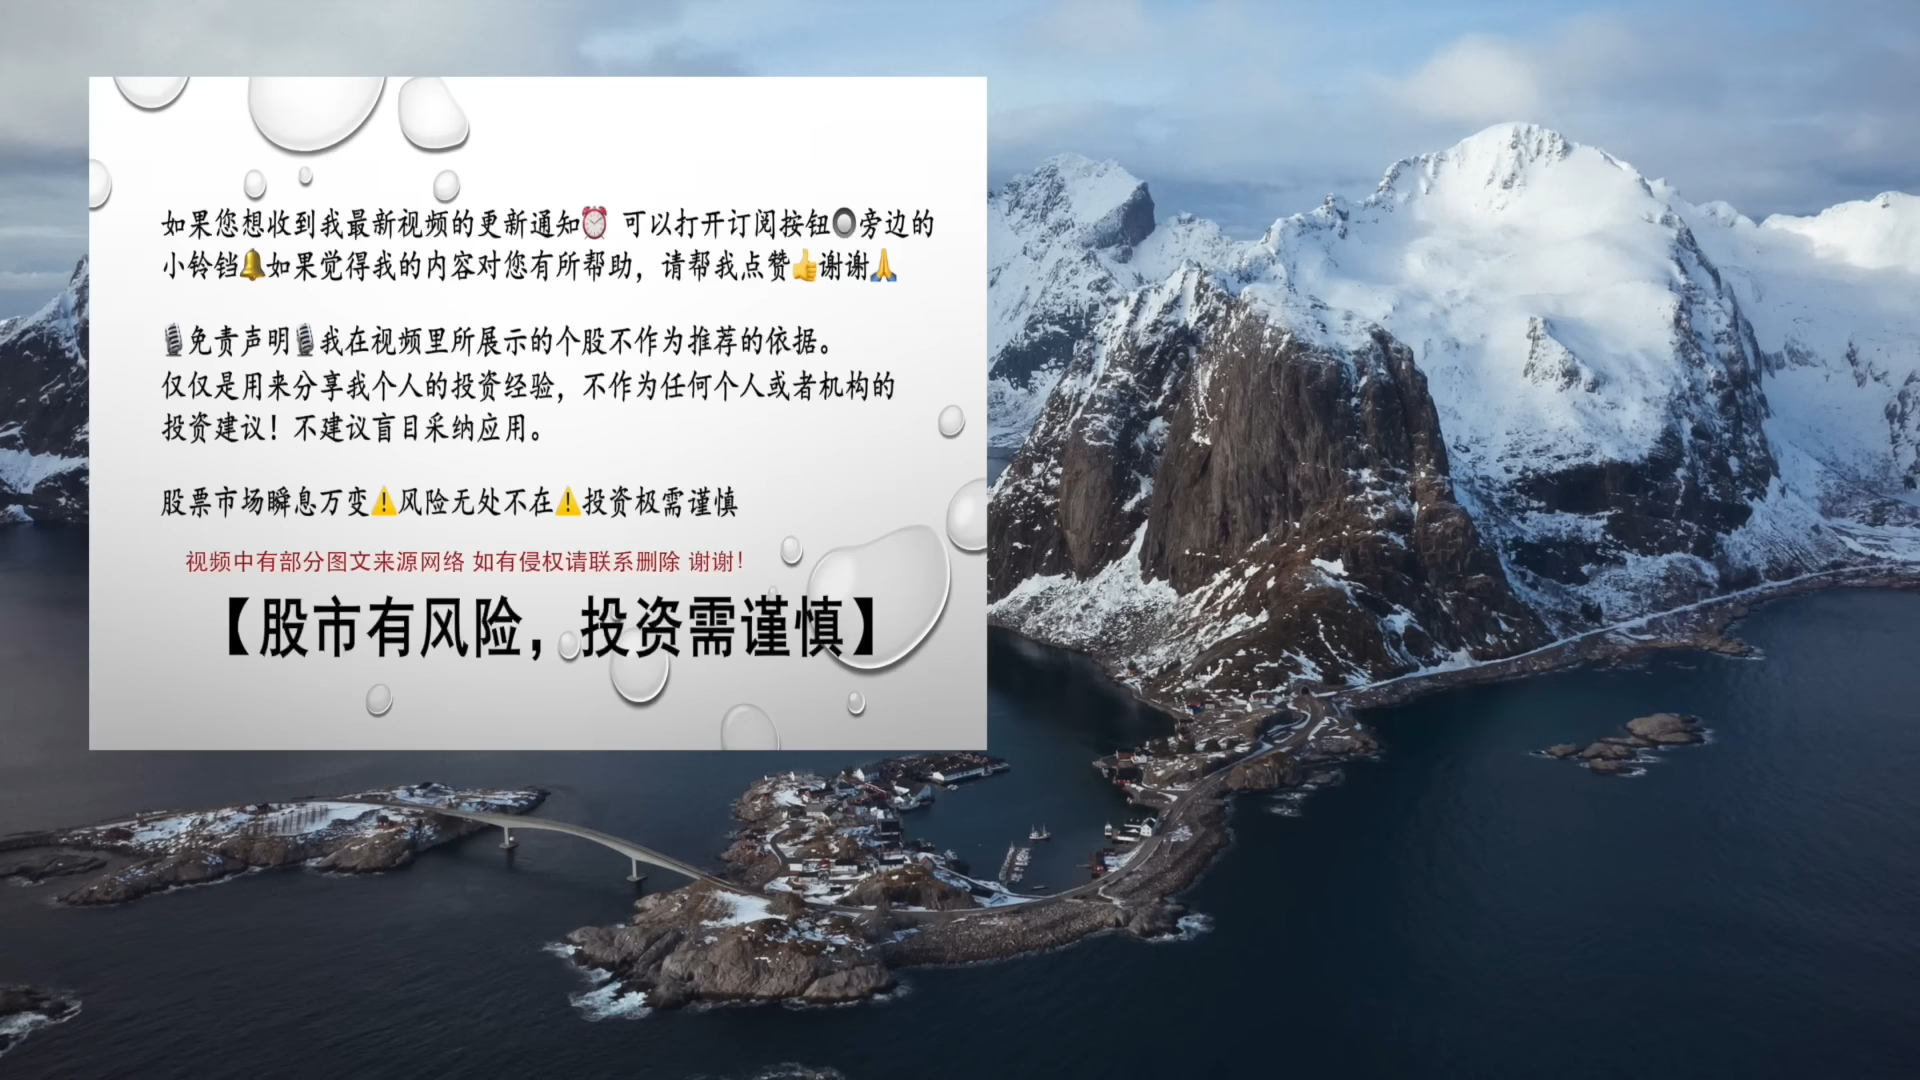 如果您想收到我最新视频的更新通知⏰ 可以打开订阅按钮🔘旁边的
小铃铛🔔如果觉得我的内容对您有所帮助，请帮我点赞👍谢谢🙏
🎙️免责声明🎙️我在视频里所展示的个股不作为推荐的依据。
仅仅是用来分享我个人的投资经验，不作为任何个人或者机构的
投资建议！不建议盲目采纳应用。
股票市场瞬息万变⚠️风险无处不在⚠️投资极需谨慎
视频中有部分图文来源网络 如有侵权请联系删除 谢谢！
【股市有风险，投资需谨慎】